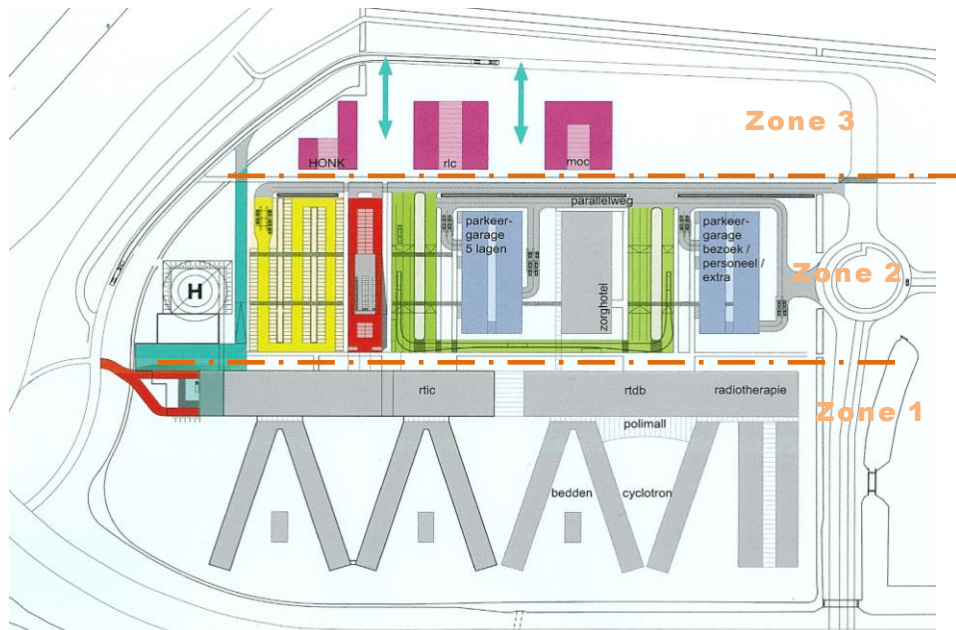 Zone 3
HONK
rlc
moc
parallelweg
parkeer-
garage
5 lagen
zorghotel
parkeer-
garage
bezoek /
personeel /
extra
Zone 2
H
rtic
rtdb
radiotherapie
Zone 1
polimall
bedden
cyclotron